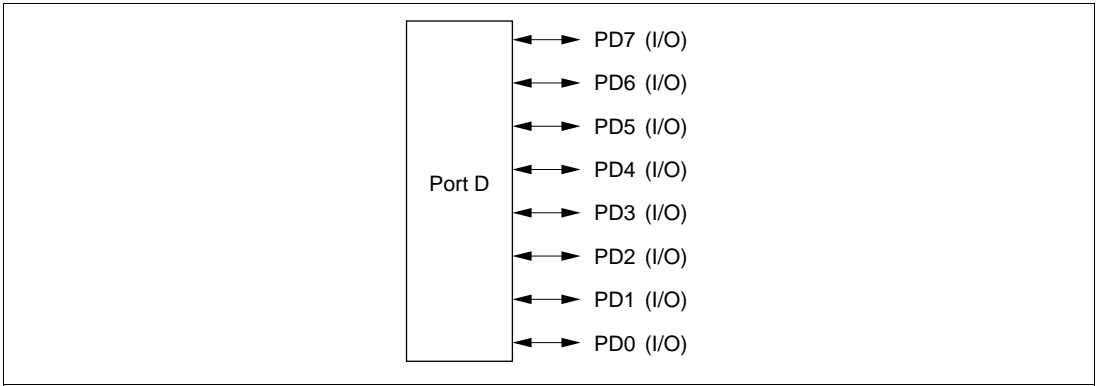 PD7 (I/O)
PD6 (I/O)
PD5 (I/O)
PD4 (I/O)
Port D
PD3 (I/O)
PD2 (I/O)
PD1 (I/O)
PD0 (I/O)